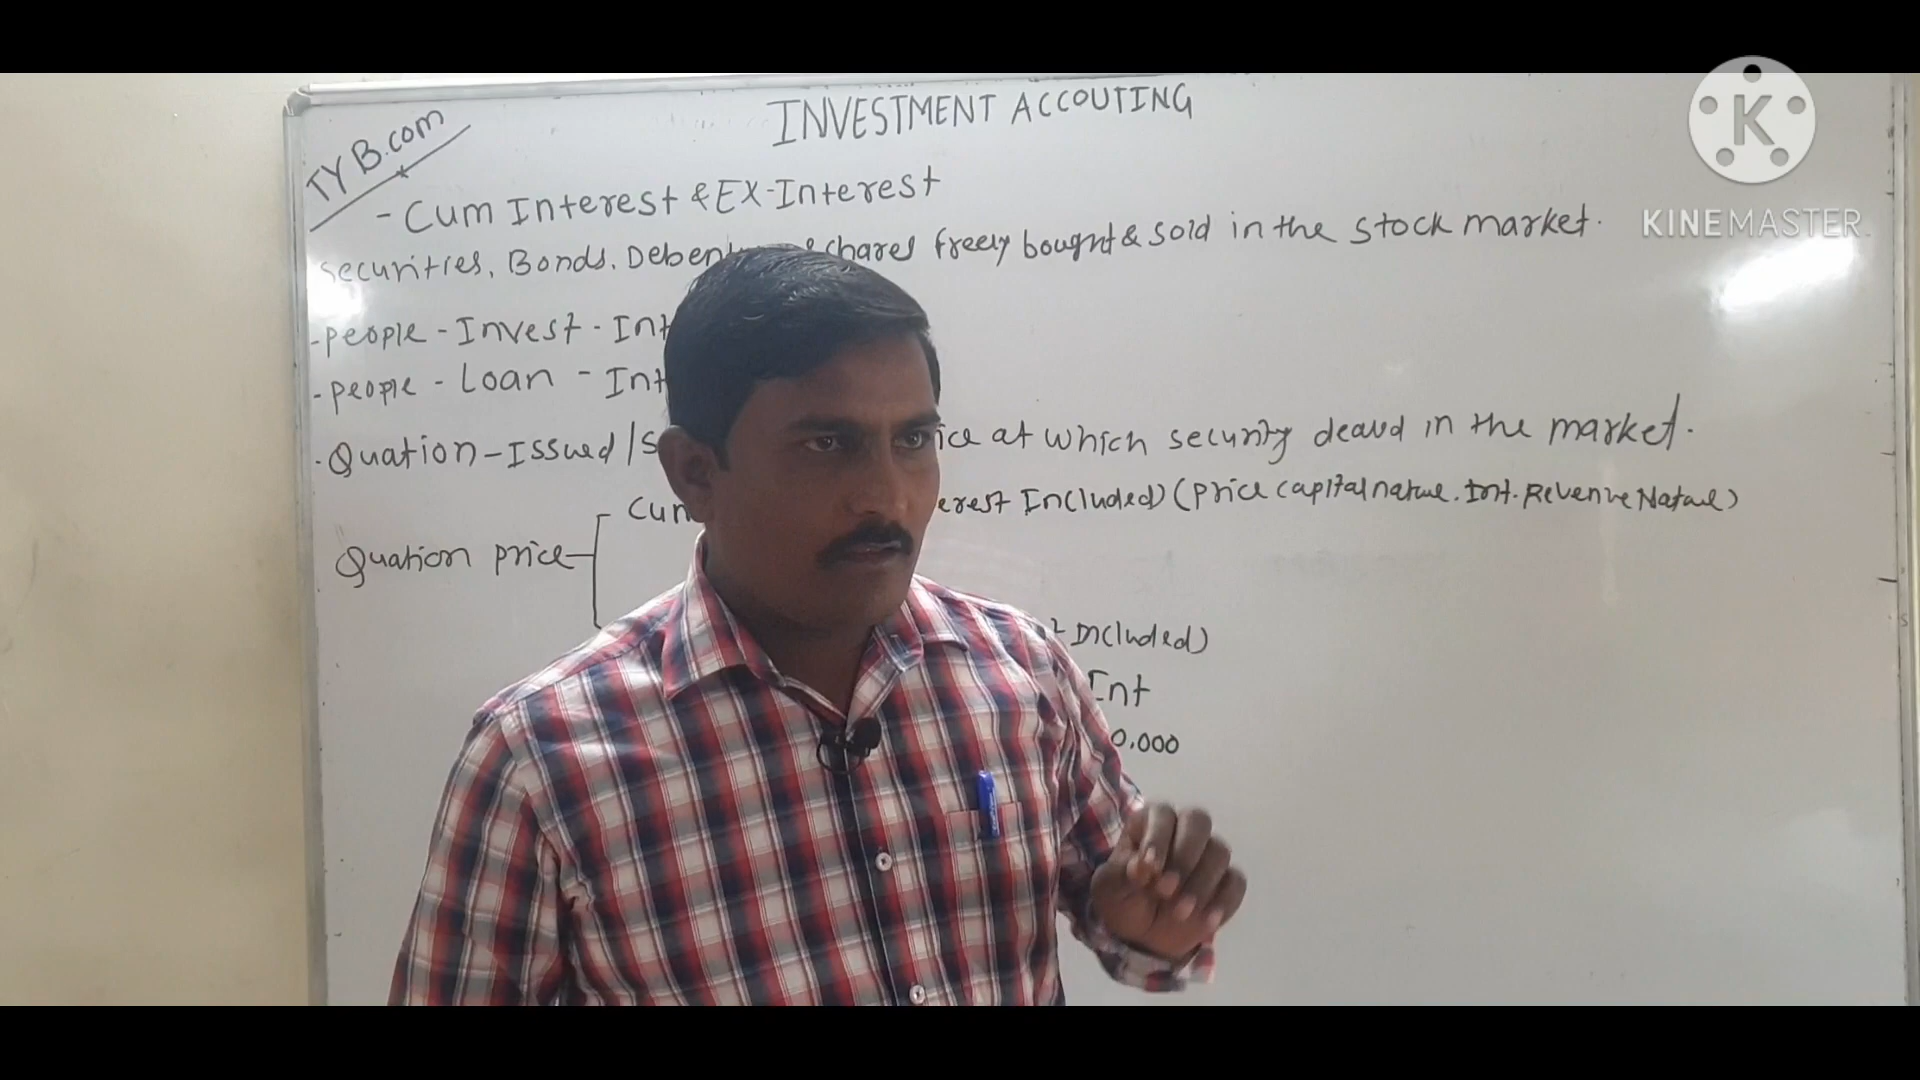 INVESTMENT ACCOUTING
TY B.com
- Cum Interest & EX-Interest
securities, Bonds. Deben shares freely bought & sold in the stock market.
- people - Invest - Int
- people - Loan - Int
. Quation - Issued / S ice at which security deaud in the market.
Cum erest Included) (price capital nature. Int. Revenue Nature)
Quation price
Included)
Int
0.000
K
KINEMASTER